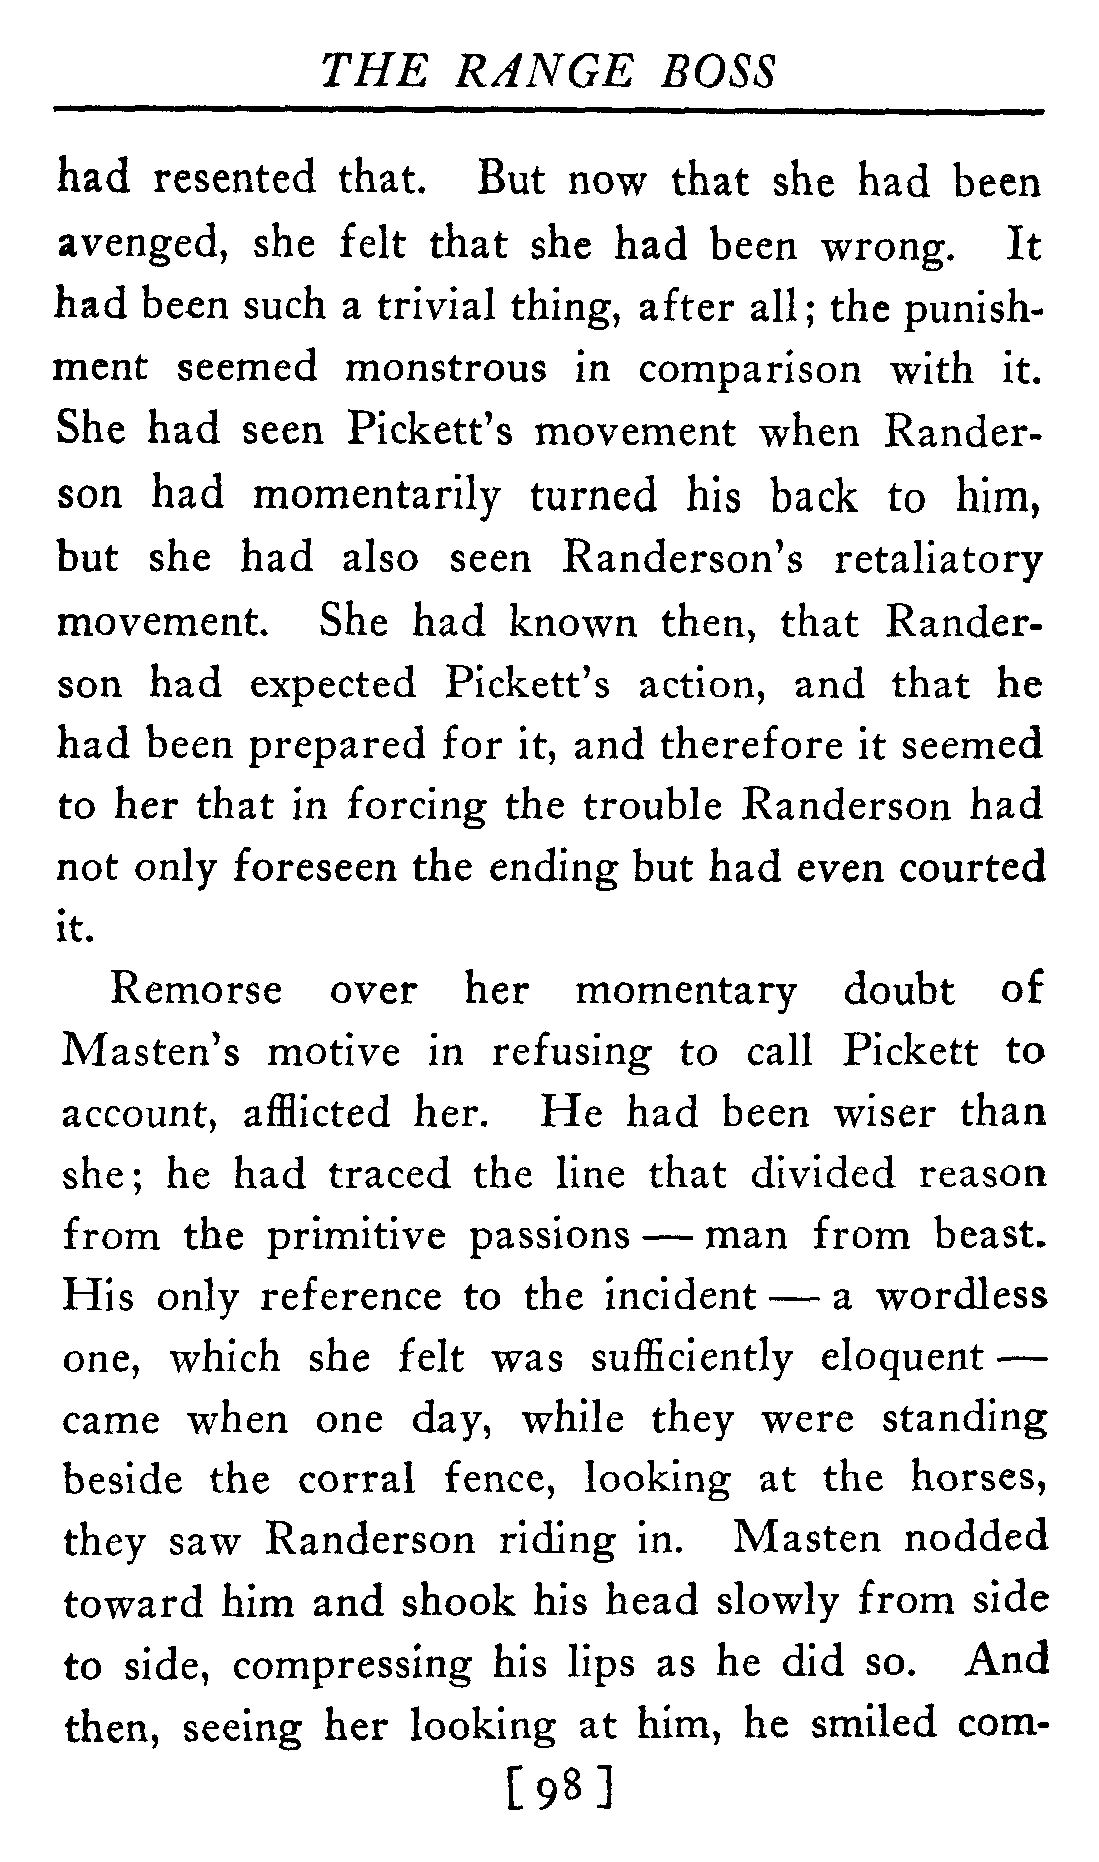 THE RANGE BOSS
had resented that. But now that she had been
avenged, she felt that she had been wrong. It
had been such a trivial thing, after all; the punish-
ment seemed monstrous in comparison with it.
She had seen Pickett's movement when Rander-
son had momentarily turned his back to him,
but she had also seen Randerson's retaliatory
movement. She had known then, that Rander-
son had expected Pickett's action, and that he
had been prepared for it, and therefore it seemed
to her that in forcing the trouble Randerson had
not only foreseen the ending but had even courted
it.
Remorse over her momentary doubt of
Masten's motive in refusing to call Pickett to
account, afflicted her. He had been wiser than
she; he had traced the line that divided reason
from the primitive passions — man from beast.
His only reference to the incident — a wordless
one, which she felt was sufficiently eloquent —
came when one day, while they were standing
beside the corral fence, looking at the horses,
they saw Randerson riding in. Masten nodded
toward him and shook his head slowly from side
to side, compressing his lips as he did so. And
then, seeing her looking at him, he smiled com-
[ 98 ]